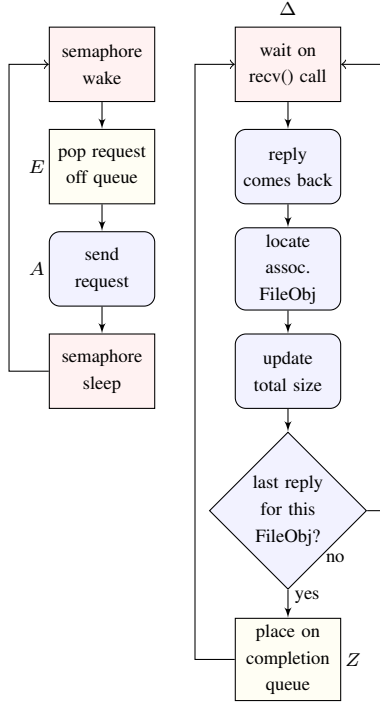 semaphore
wake
E
pop request
off queue
A
send
request
semaphore
sleep
Δ
wait on
recv() call
reply
comes back
locate
assoc.
FileObj
update
total size
last reply
for this
FileObj?
no
yes
place on
completion
queue
Z